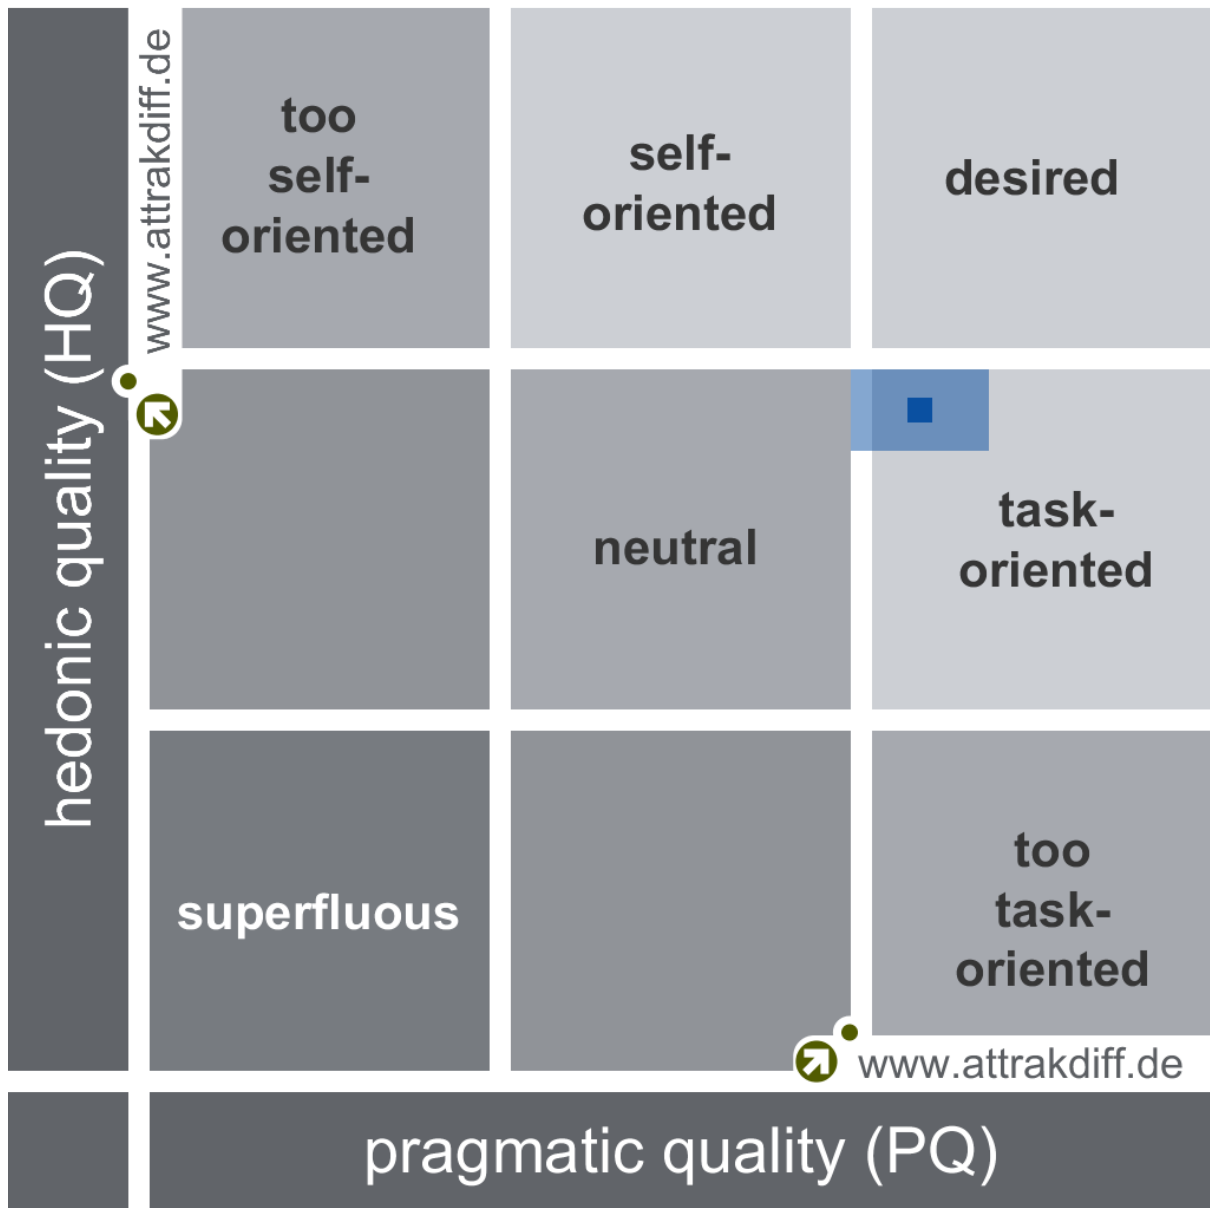 www.attrakdiff.de
hedonic quality (HQ)
too
self-
oriented
self-
oriented
desired
neutral
task-
oriented
superfluous
too
task-
oriented
www.attrakdiff.de
pragmatic quality (PQ)